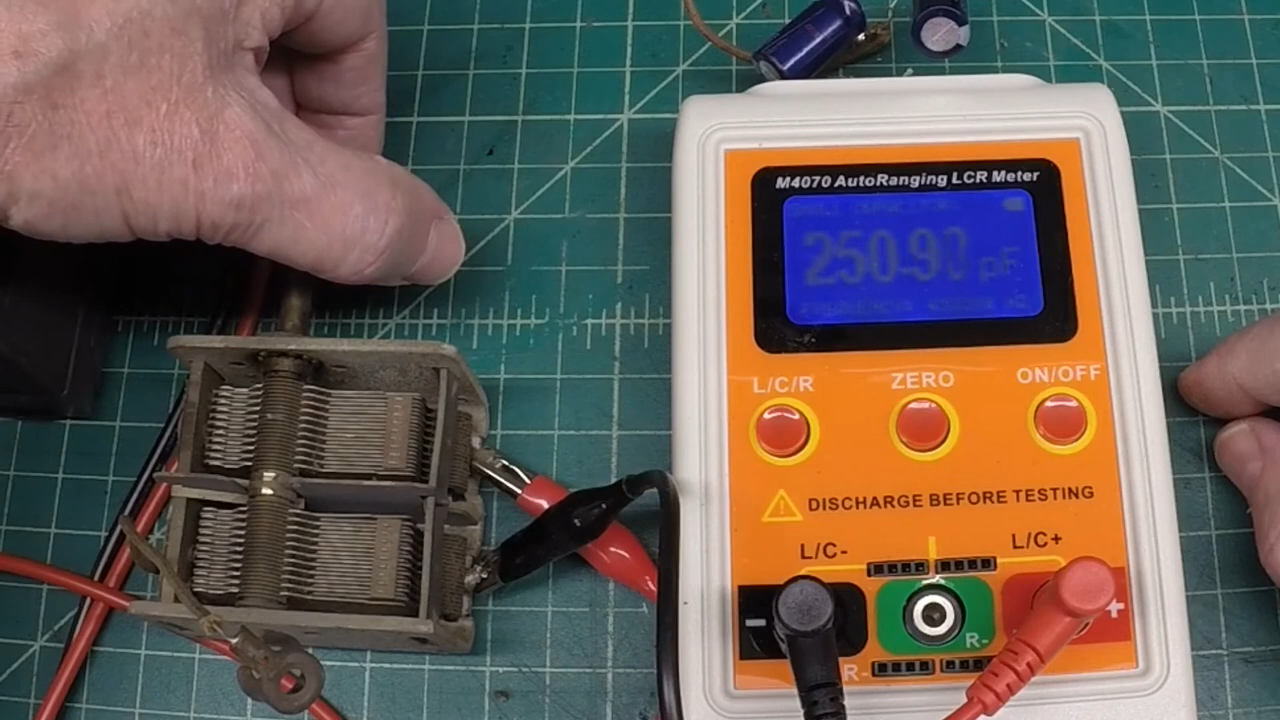 M4070 AutoRanging LCR Meter
pF
L/C/R ZERO ON/OFF
DISCHARGE BEFORE TESTING
L/C- L/C+
- +
R-
R-